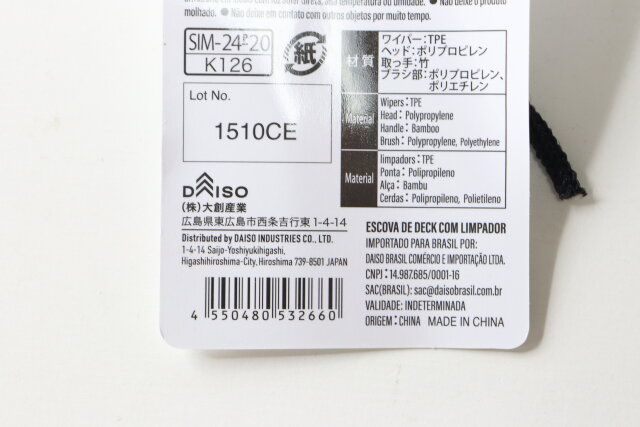 molhado. ● Não deixe em contato com outros objetos por muito tempo.
● Não deixe o produto
SIM-24-P20
K126
紙
Lot No.
1510CE
DAISO
(株)大創産業
広島県東広島市西条吉行東 1-4-14
Distributed by DAISO INDUSTRIES CO., LTD.
1-4-14 Saijo-Yoshiyukihigashi,
Higashihiroshima-City, Hiroshima 739-8501 JAPAN
4 550480 532660
材質
ワイパー:TPE
ヘッド:ポリプロピレン
取っ手:竹
ブラシ部:ポリプロピレン、
ポリエチレン
Material
Wipers:TPE
Head:Polypropylene
Handle:Bamboo
Brush:Polypropylene, Polyethylene
Material
limpadors:TPE
Ponta:Polipropileno
Alça:Bambu
Cerdas:Polipropileno, Polietileno
ESCOVA DE DECK COM LIMPADOR
IMPORTADO PARA BRASIL POR:
DAISO BRASIL COMÉRCIO E IMPORTAÇÃO LTDA.
CNPJ:14.987.685/0001-16
SAC(BRASIL): sac@daisobrasil.com.br
VALIDADE: INDETERMINADA
ORIGEM:CHINA MADE IN CHINA